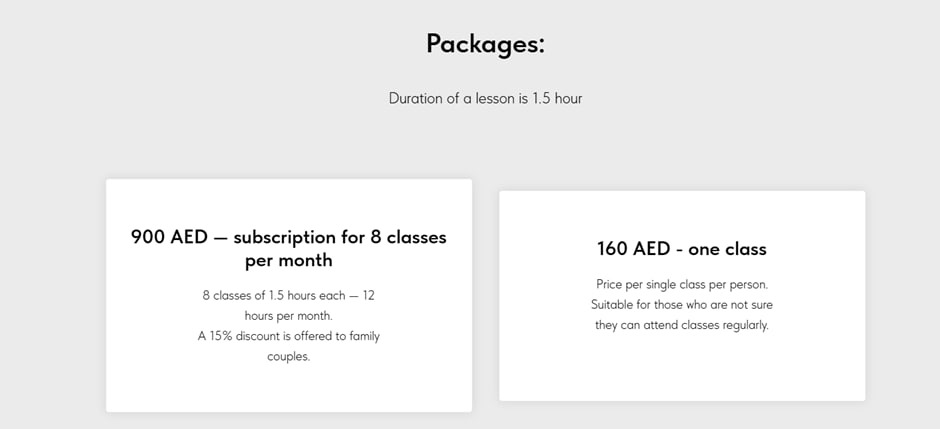 Packages:
Duration of a lesson is 1.5 hour
900 AED — subscription for 8 classes
per month
8 classes of 1.5 hours each — 12
hours per month.
A 15% discount is offered to family
couples.
160 AED - one class
Price per single class per person.
Suitable for those who are not sure
they can attend classes regularly.